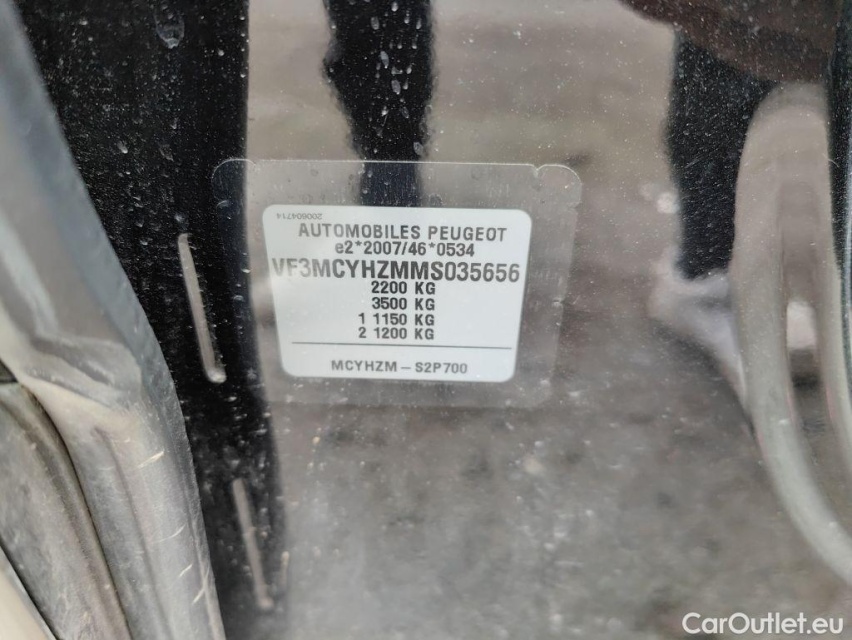 200604714
AUTOMOBILES PEUGEOT
e2*2007/46*0534
VF3MCYHZMMS035656
2200 KG
3500 KG
1 1150 KG
2 1200 KG
MCYHZM – S2P700
CarOutlet.eu